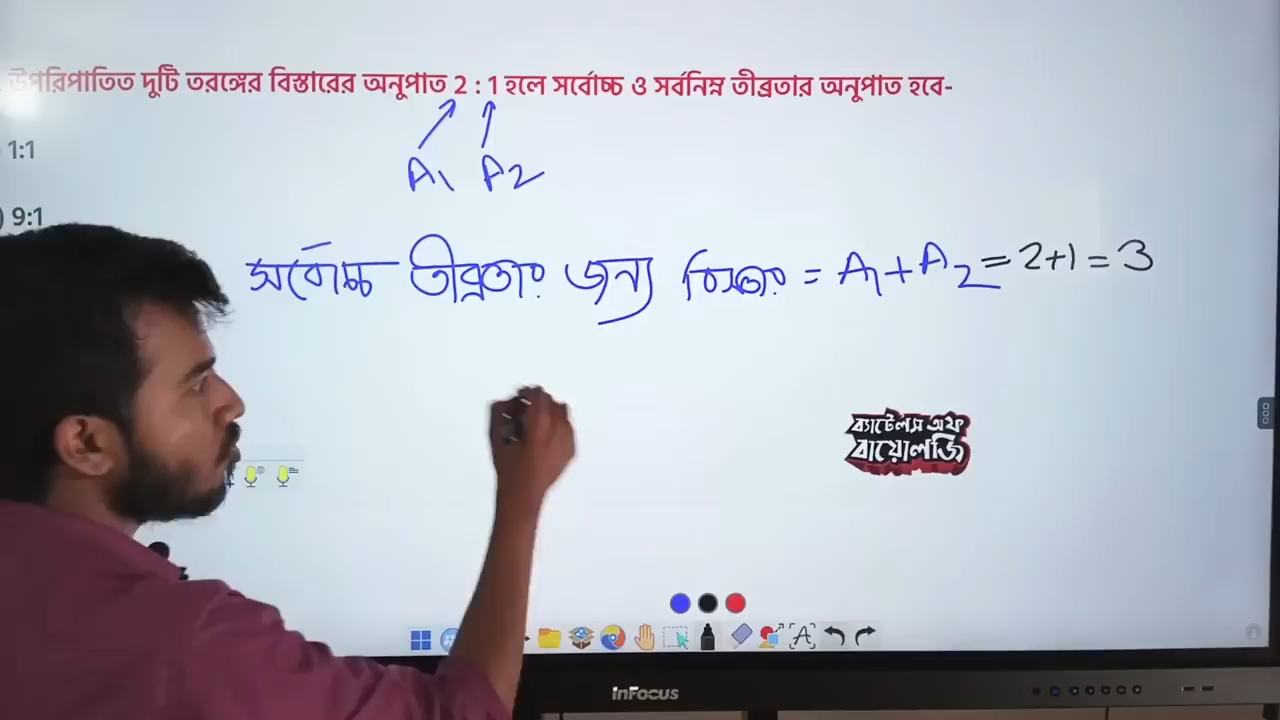 উপরিপাতিত দুটি তরঙ্গের বিস্তারের অনুপাত 2 : 1 হলে সর্বোচ্চ ও সর্বনিম্ন তীব্রতার অনুপাত হবে-
A₁ A₂
1:1
) 9:1
সর্বোচ্চ তীব্রতার জন্য বিস্তার = A₁ + A₂ = 2+1 = 3
ব্যাটেলস অফ
বায়োলজি
[A]
InFocus